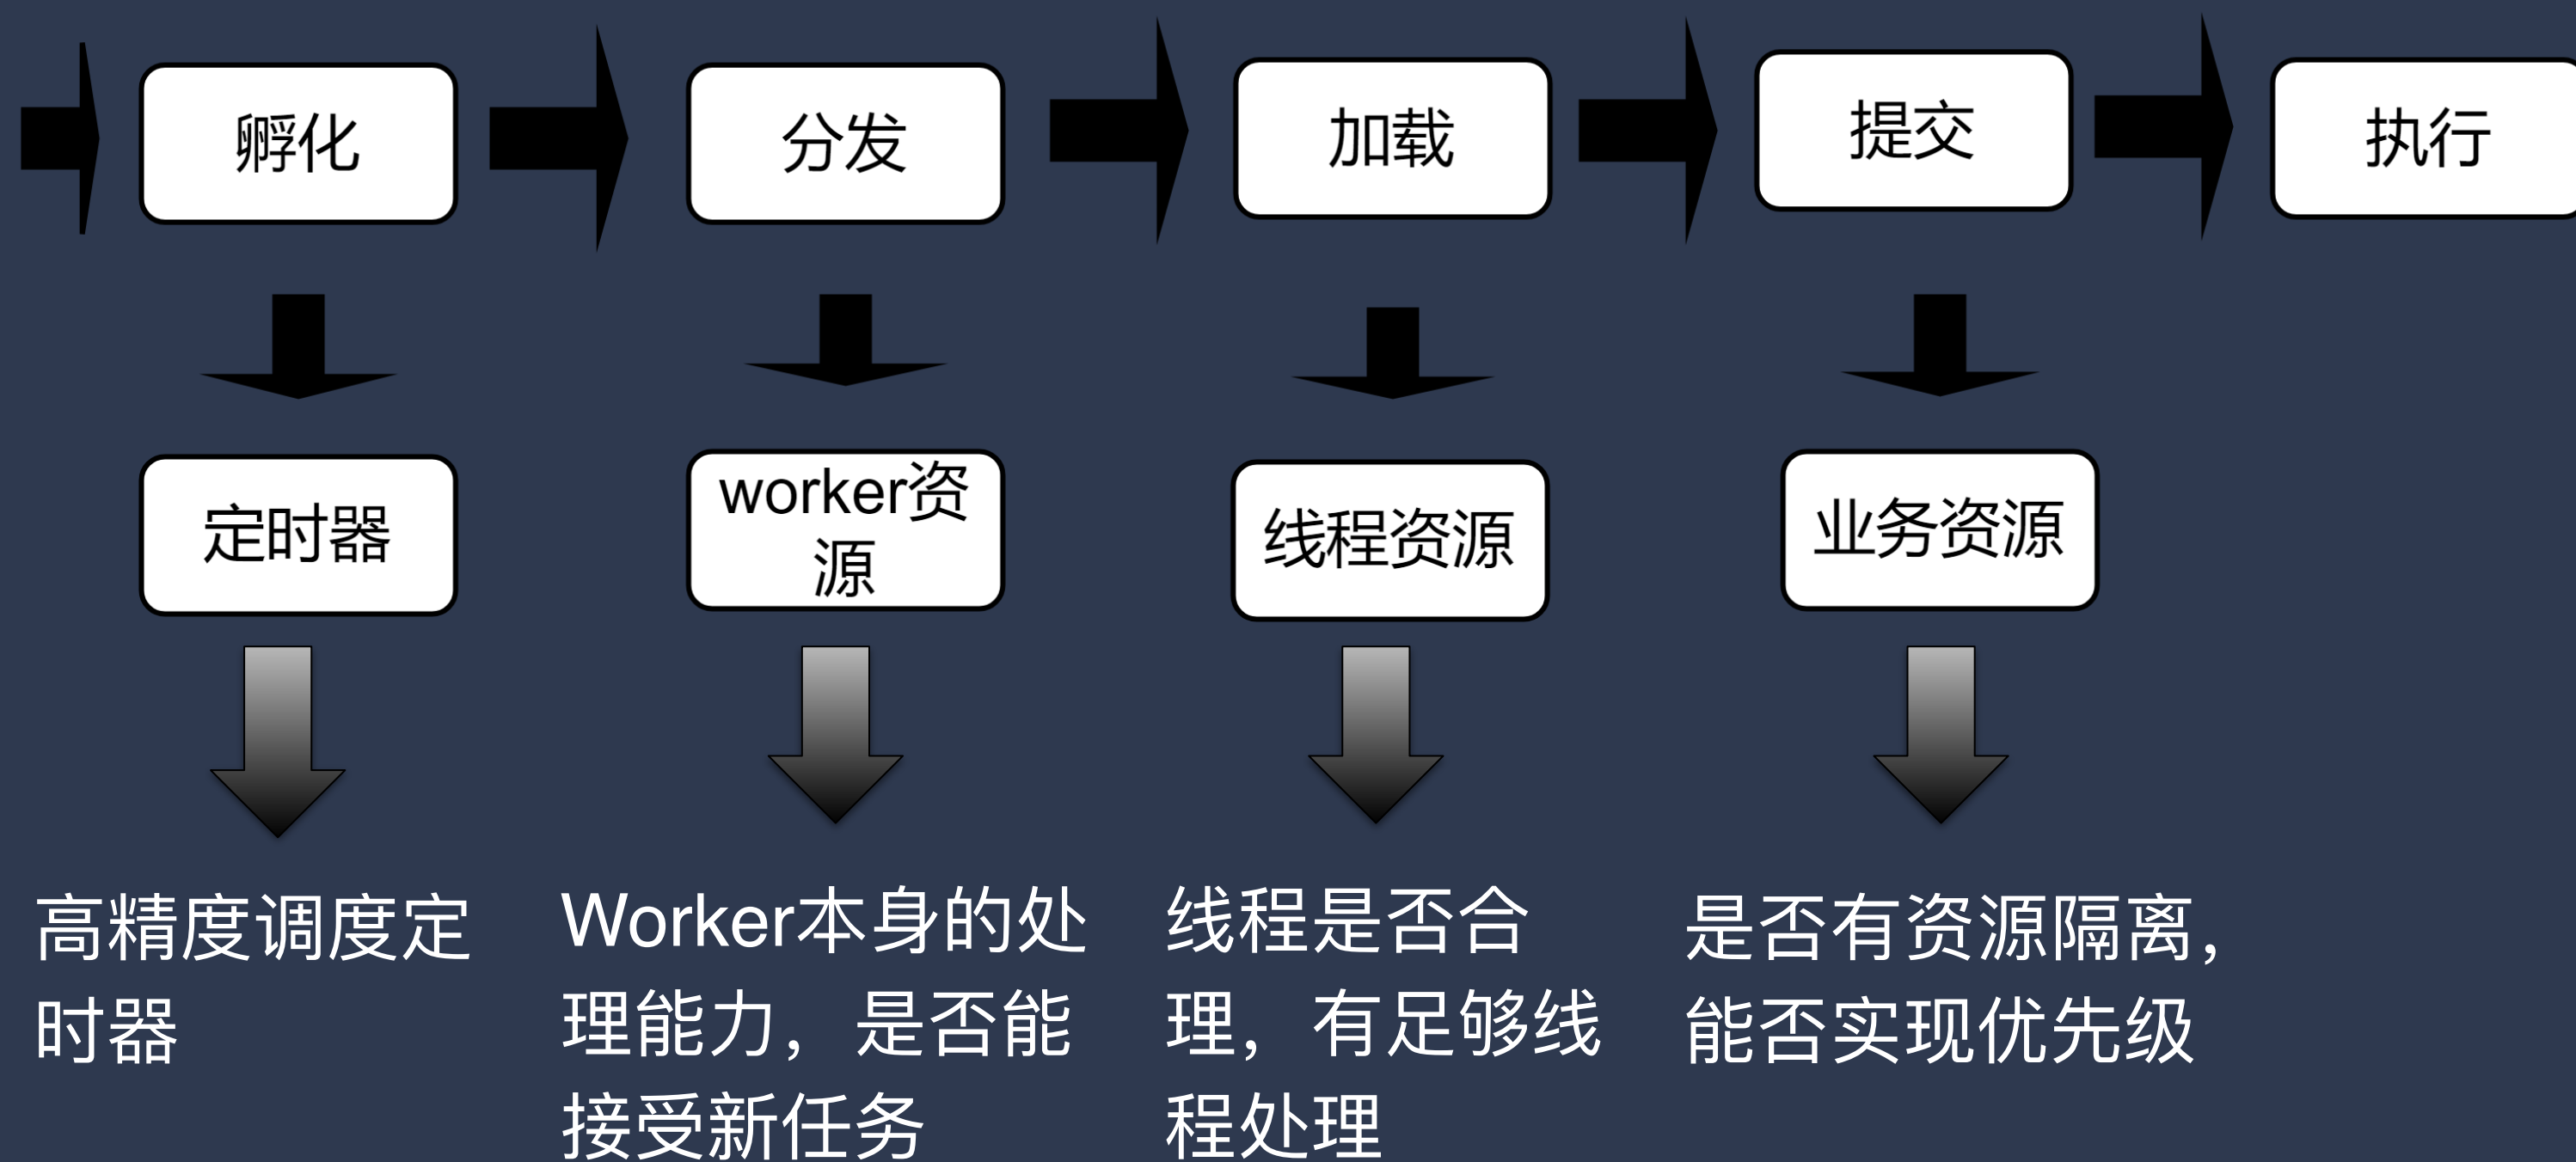 孵化
分发
加载
提交
执行
定时器
worker资
源
线程资源
业务资源
高精度调度定
时器
Worker本身的处
理能力，是否能
接受新任务
线程是否合
理，有足够线
程处理
是否有资源隔离，
能否实现优先级